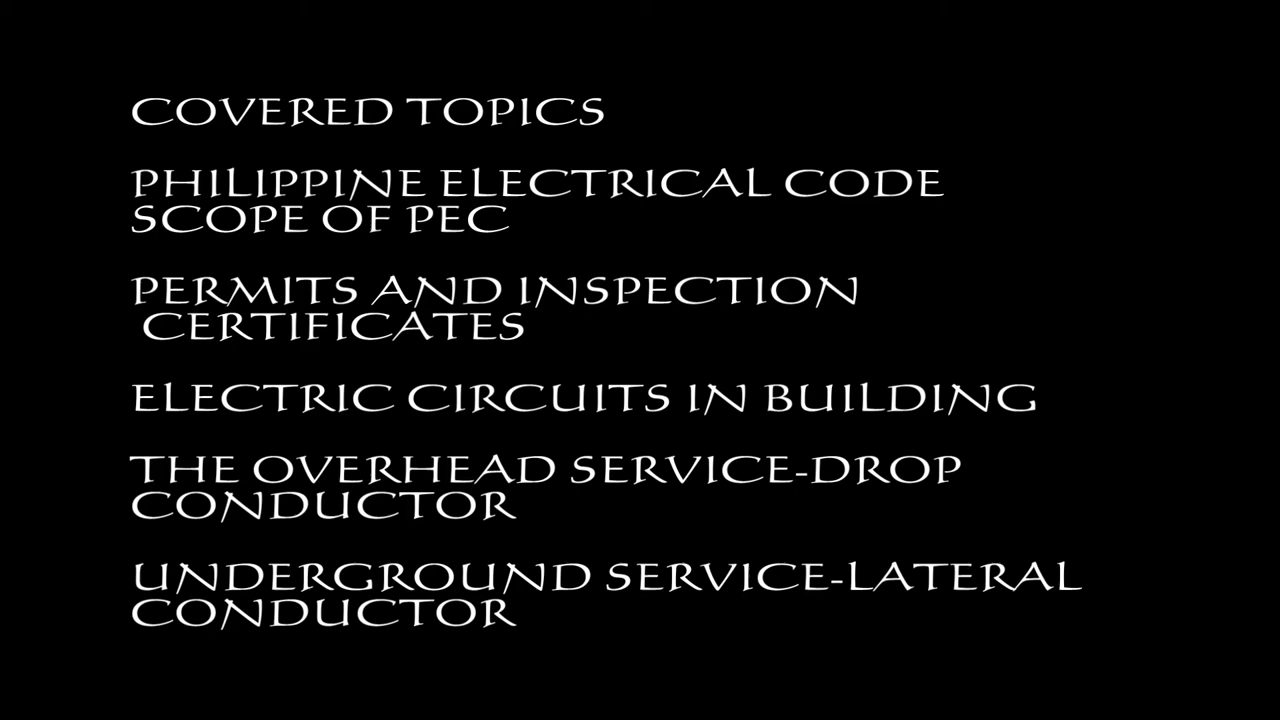 COVERED TOPICS
PHILIPPINE ELECTRICAL CODE
SCOPE OF PEC
PERMITS AND INSPECTION
CERTIFICATES
ELECTRIC CIRCUITS IN BUILDING
THE OVERHEAD SERVICE-DROP
CONDUCTOR
UNDERGROUND SERVICE-LATERAL
CONDUCTOR